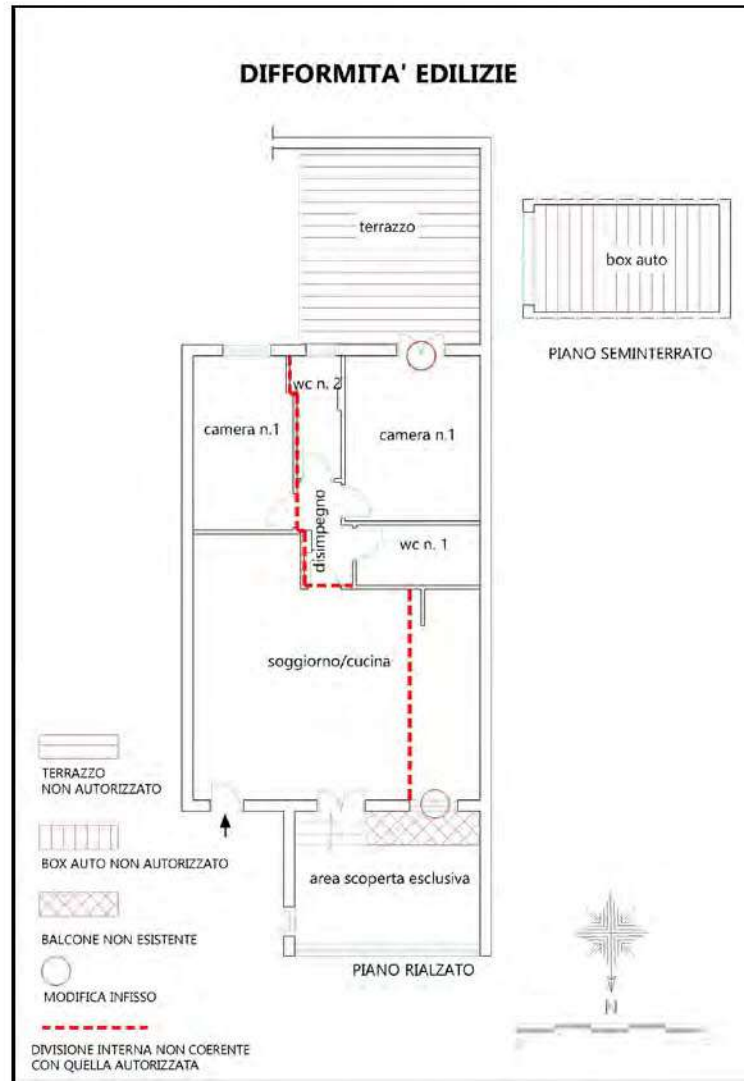 DIFFORMITA' EDILIZIE
terrazzo
box auto
PIANO SEMINTERRATO
wc n. 2
camera n.1
camera n.1
disimpegno
wc n. 1
soggiorno/cucina
TERRAZZO
NON AUTORIZZATO
BOX AUTO NON AUTORIZZATO
area scoperta esclusiva
BALCONE NON ESISTENTE
PIANO RIALZATO
MODIFICA INFISSO
N
DIVISIONE INTERNA NON COERENTE
CON QUELLA AUTORIZZATA